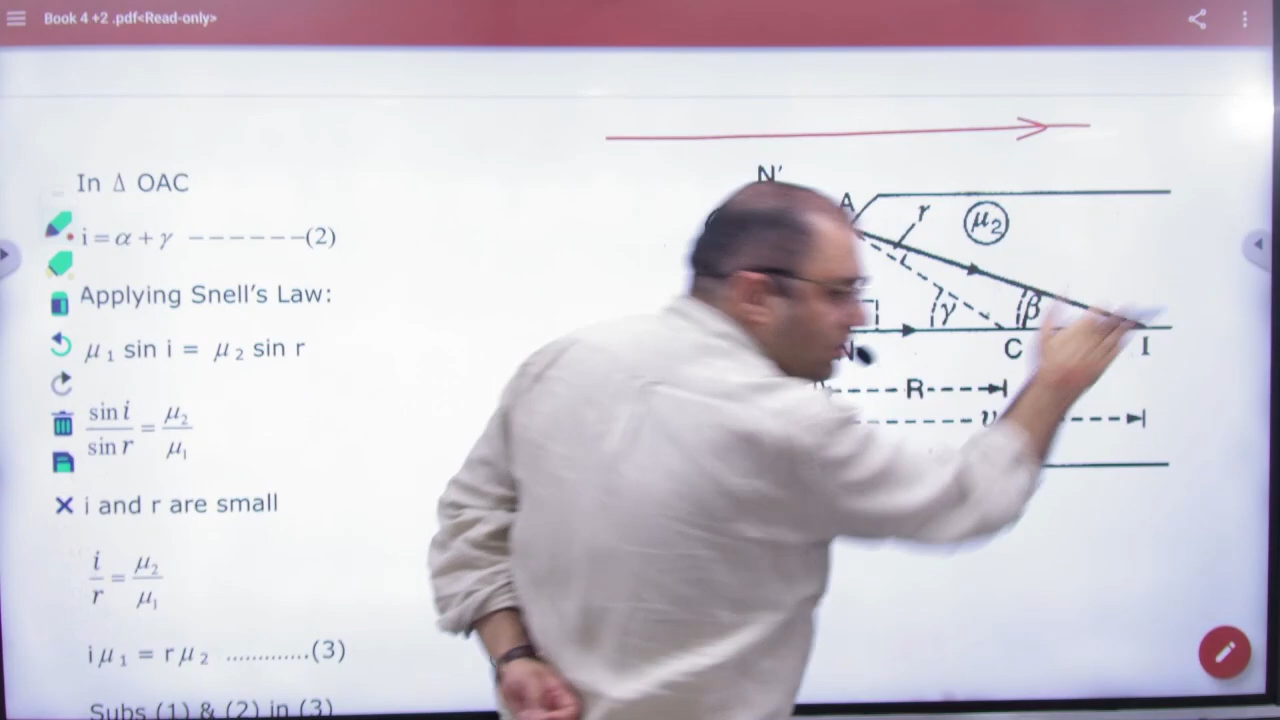 Book 4 +2 .pdf<Read-only>
In Δ OAC
i = α + γ −−−−−−−(2)
Applying Snell's Law:
μ₁ sin i = μ₂ sin r
sin i / sin r = μ₂ / μ₁
i and r are small
i / r = μ₂ / μ₁
i μ₁ = r μ₂ .............(3)
Subs (1) & (2) in (3)
N'
A
r
μ₂
γ
β
N
C
I
R